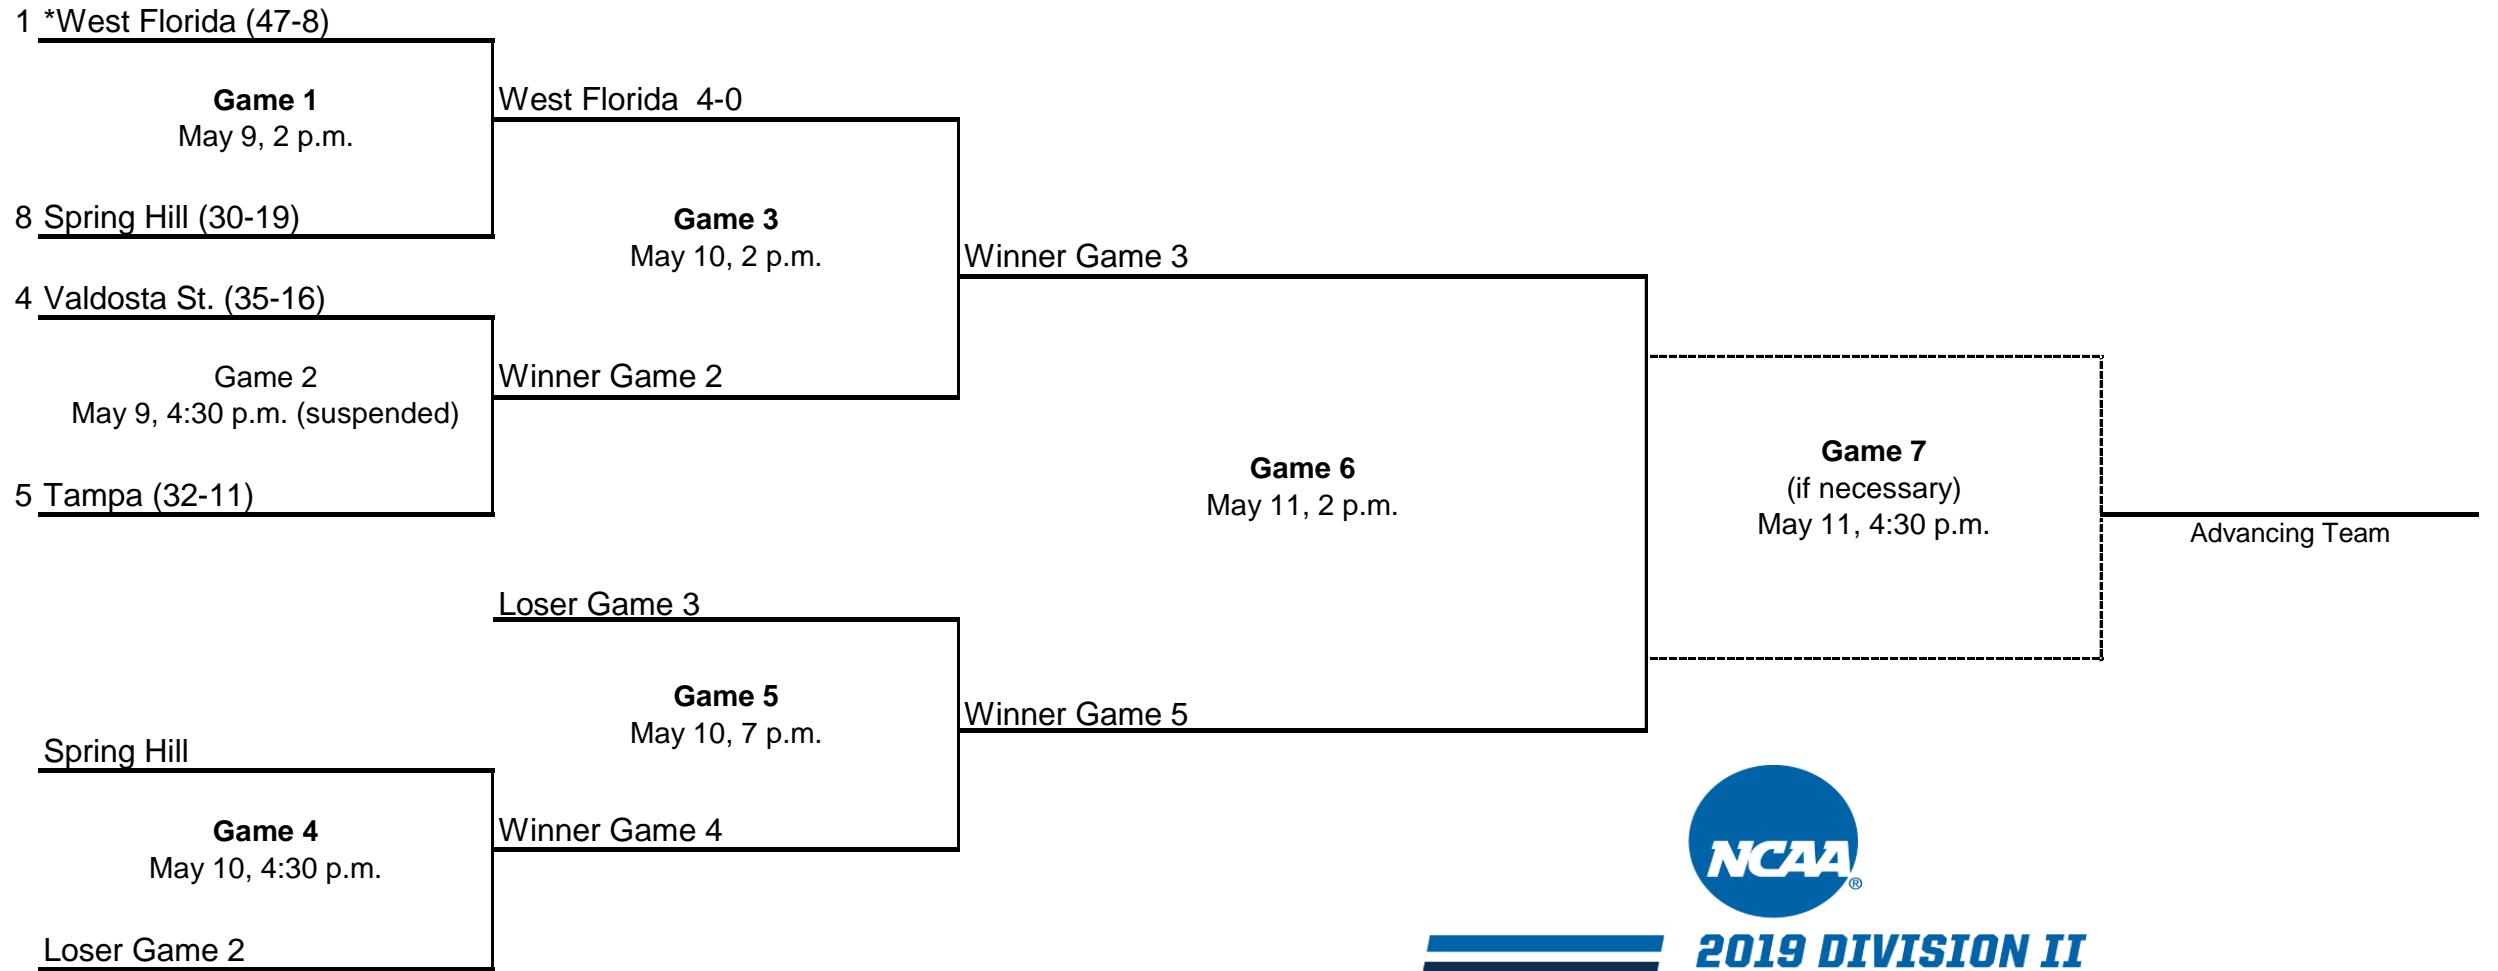 1 *West Florida (47-8)
Game 1
May 9, 2 p.m.
West Florida  4-0
8 Spring Hill (30-19)
Game 3
May 10, 2 p.m.
Winner Game 3
4 Valdosta St. (35-16)
Game 2
May 9, 4:30 p.m. (suspended)
Winner Game 2
5 Tampa (32-11)
Game 6
May 11, 2 p.m.
Game 7
(if necessary)
May 11, 4:30 p.m.
Advancing Team
Loser Game 3
Game 5
May 10, 7 p.m.
Winner Game 5
Spring Hill
Game 4
May 10, 4:30 p.m.
Winner Game 4
Loser Game 2
NCAA®
2019 DIVISION II